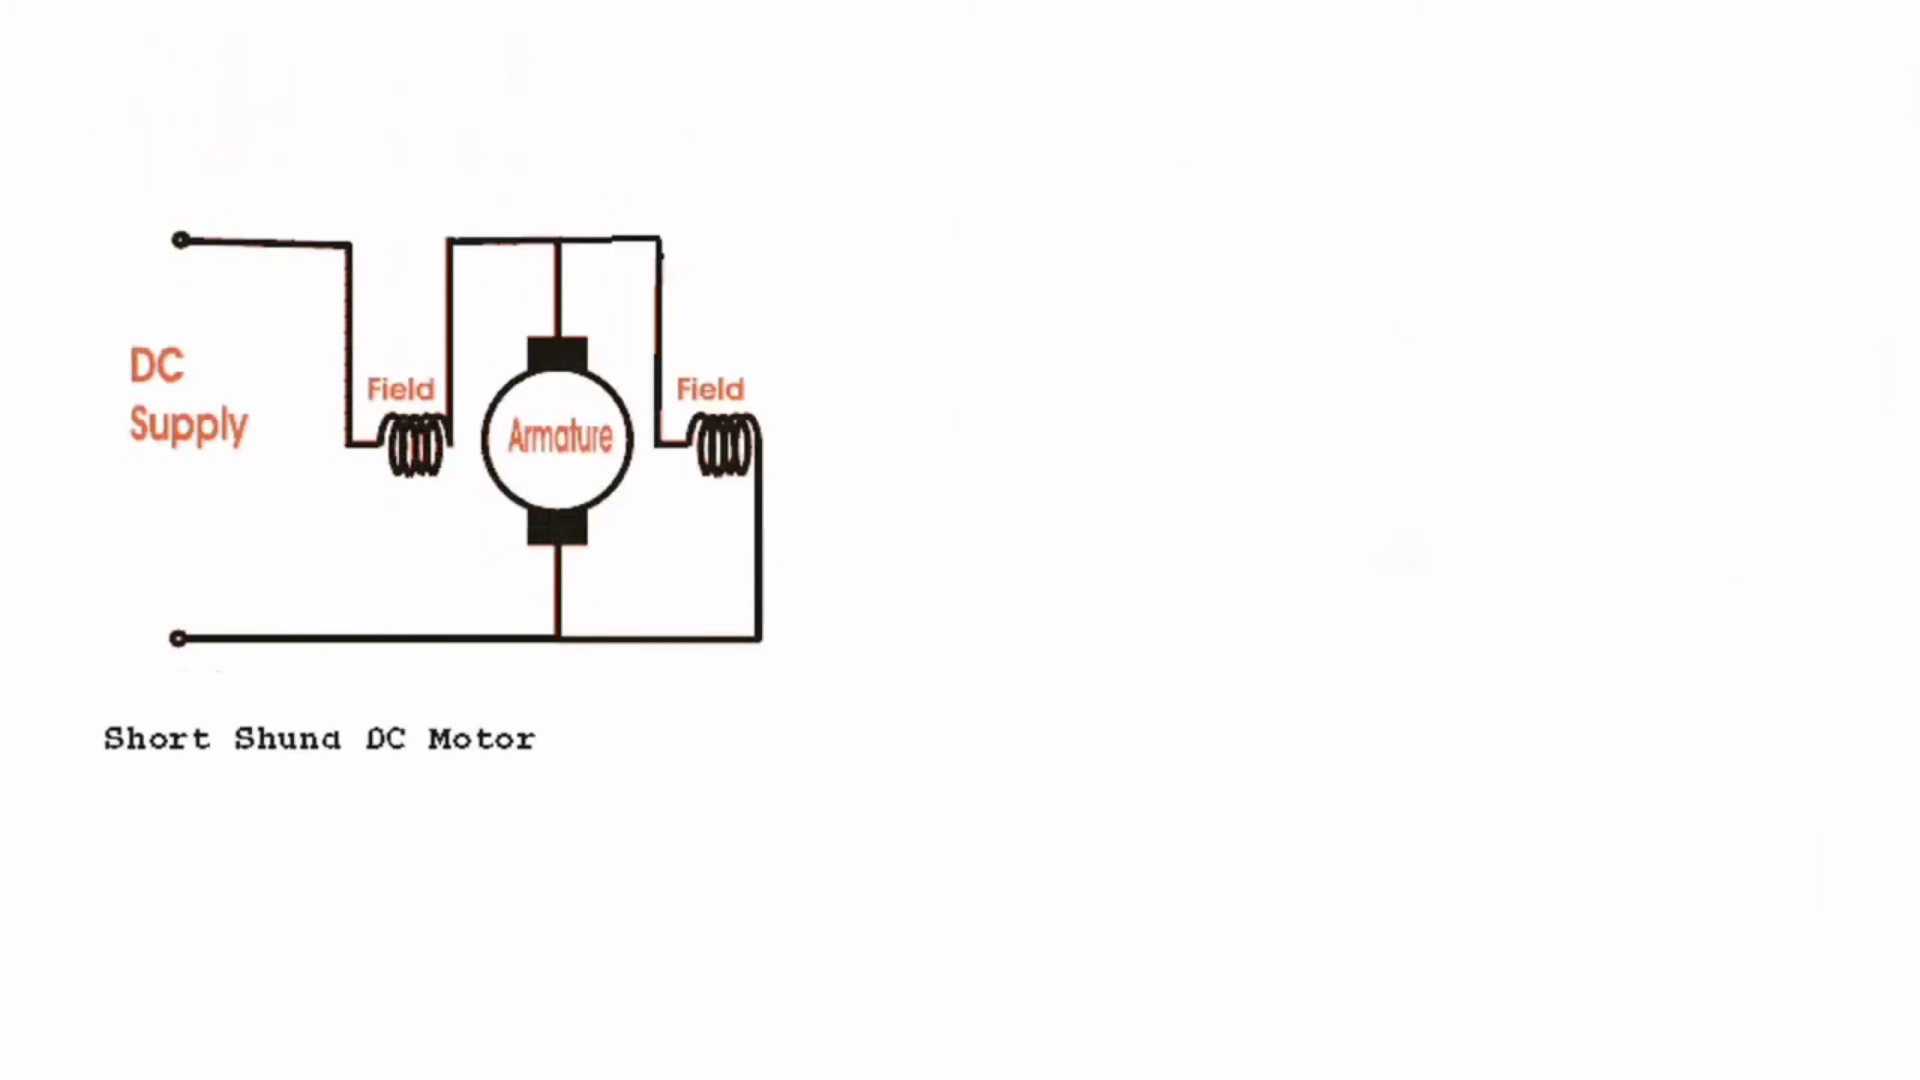 DC
Supply
Field
Armature
Field
Short Shund DC Motor